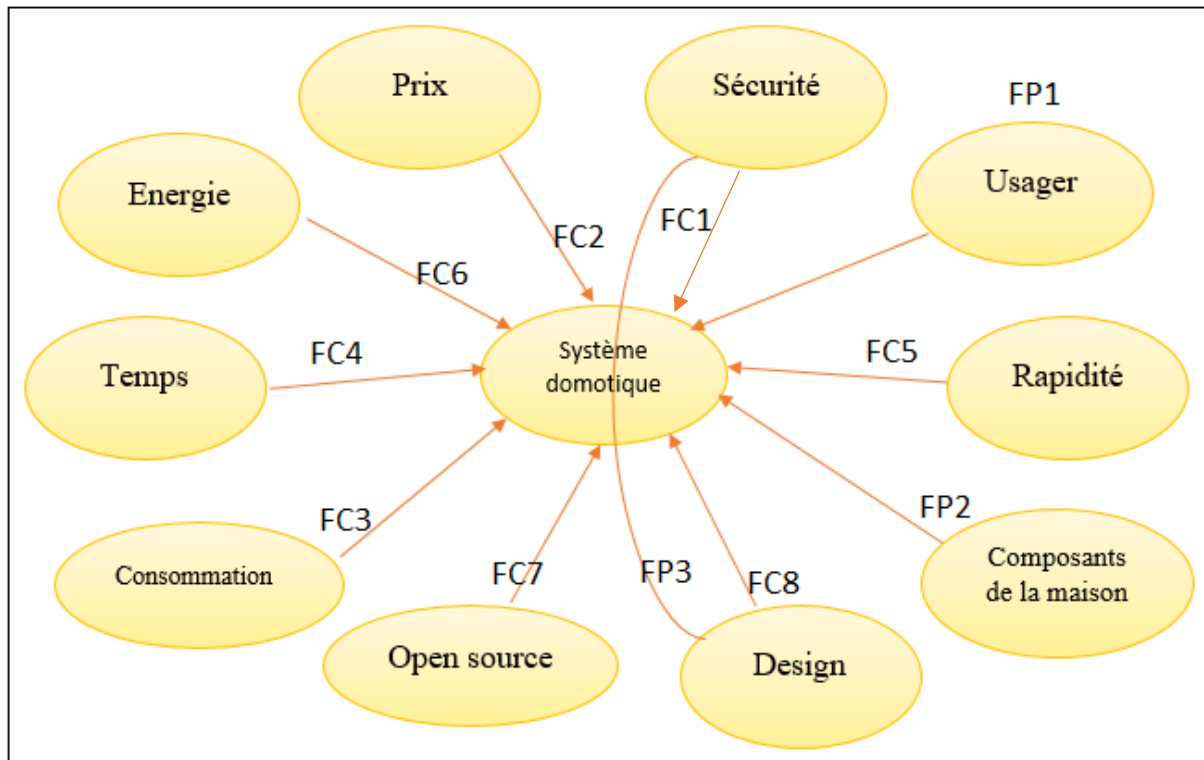 Prix
Sécurité
FP1
Usager
Energie
FC1
FC2
FC6
Système
domotique
FC4
FC5
Temps
Rapidité
FC3
FP2
Consommation
FC7
FP3
FC8
Composants
de la maison
Open source
Design